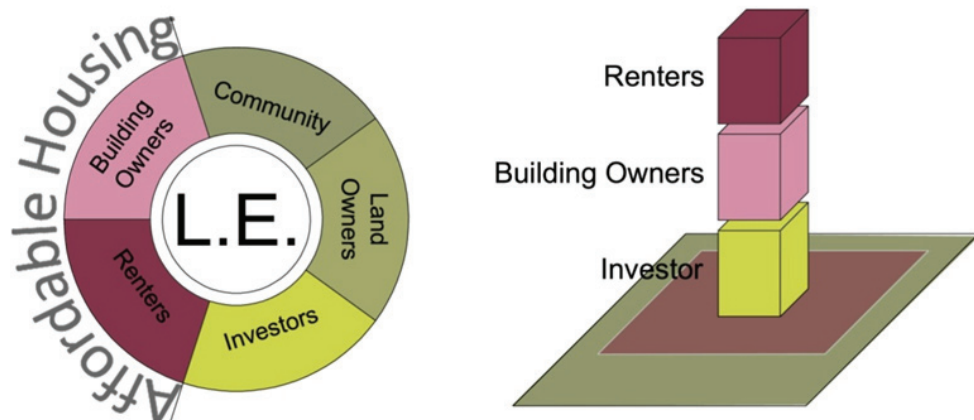 Affordable Housing
Building
Owners
Community
Land
Owners
Investors
Renters
L.E.
Renters
Building Owners
Investor